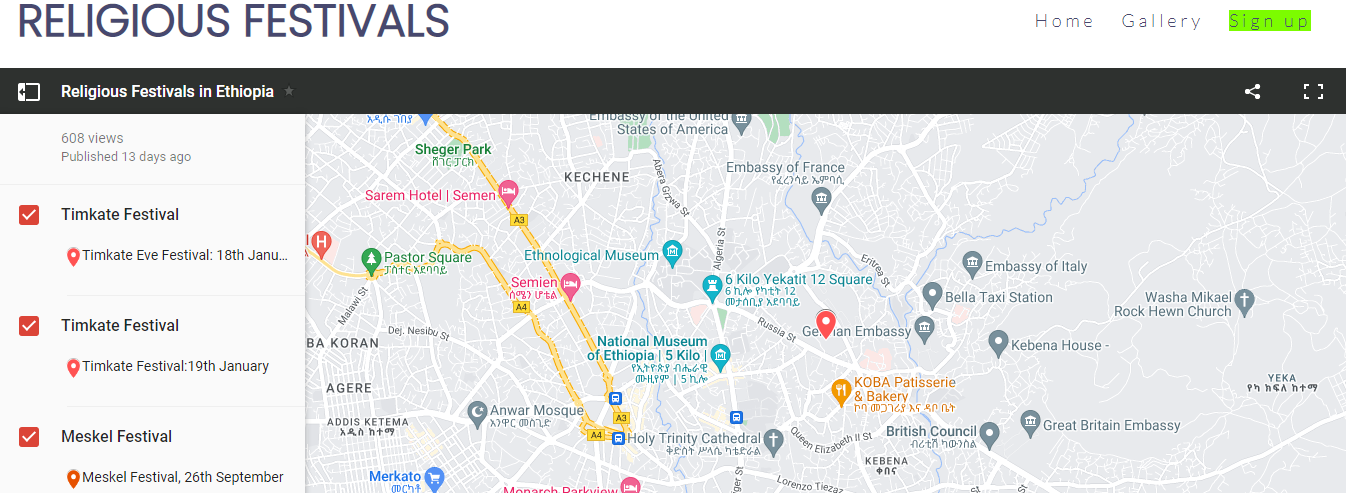 RELIGIOUS FESTIVALS
Home Gallery Sign up
Religious Festivals in Ethiopia
608 views
Published 13 days ago
Timkate Festival
Timkate Eve Festival: 18th Janu...
Timkate Festival
Timkate Festival:19th January
Meskel Festival
Meskel Festival, 26th September
አዲሱ ገበያ
Embassy of the United
States of America
Sheger Park
ሸገር ፓርክ
KECHENE
Abera Gizwa St
Embassy of France
የፈረንሳይ ኤምባሲ
Sarem Hotel | Semen
A3
H
Pastor Square
ፓስተር አደባባይ
Ethnological Museum
Algeria St
Eritrea St
Embassy of Italy
Semien
ሰሜን ሆቴል
6 Kilo Yekatit 12 Square
6 ኪሎ የካቲት 12
መታሰቢያ አደባባይ
Bella Taxi Station
Washa Mikael
Rock Hewn Church
A4
Malawi St
Dej. Nesibu St
Russia St
German Embassy
BA KORAN
National Museum
of Ethiopia | 5 Kilo |
የኢትዮጵያ ብሔራዊ
ሙዚየም | 5 ኪሎ
Kebena House -
AGERE
KOBA Patisserie
& Bakery
ኮባ መጋገሪያ እና ዳቦ ቤት
YEKA
የካ ክፍለ ከተማ
Anwar Mosque
አንዋር መስጊድ
A3
ADDIS KETEMA
አዲስ ከተማ
A4
Holy Trinity Cathedral
ቅድስት ሥላሴ ካቴድራል
Queen Elizabeth II St
British Council
ብሪቲሽ ካውንስል
Great Britain Embassy
KEBENA
ቀበና
Merkato
መርካቶ
Monarch Parkview
Lorenzo Tiezaz